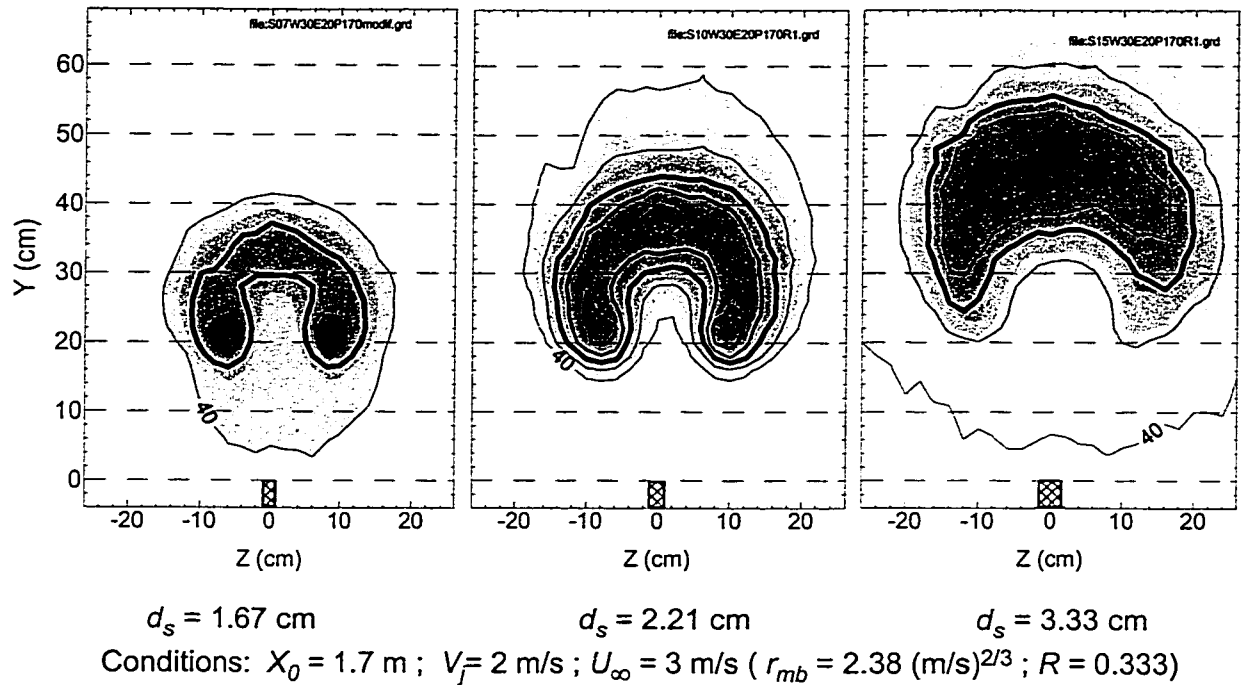 file:S07W30E20P170modif.grd
file:S10W30E20P170R1.grd
file:S15W30E20P170R1.grd
60
50
40
30
20
10
0
Y (cm)
40
40
40
-20 -10 0 10 20
-20 -10 0 10 20
-20 -10 0 10 20
Z (cm)
Z (cm)
Z (cm)
d_s = 1.67 cm
d_s = 2.21 cm
d_s = 3.33 cm
Conditions: X_0 = 1.7 m ; V_j= 2 m/s ; U_∞ = 3 m/s ( r_mb = 2.38 (m/s)^2/3 ; R = 0.333)